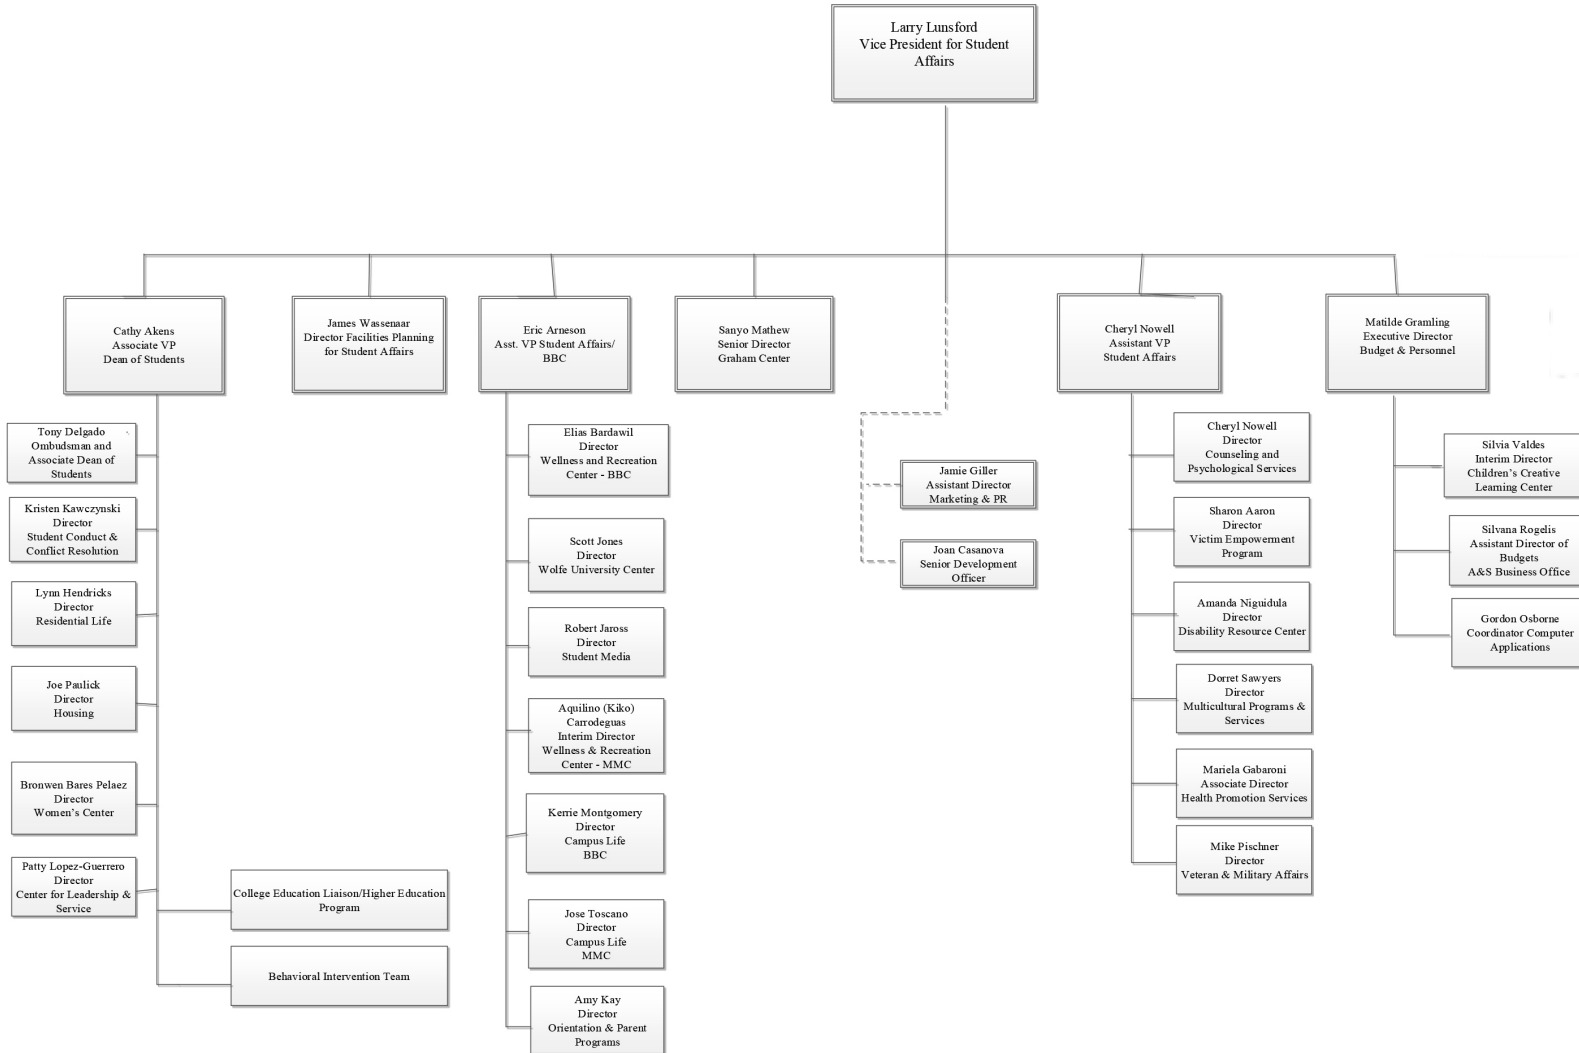 Larry Lunsford
Vice President for Student
Affairs
Cathy Akens
Associate VP
Dean of Students
James Wassenaar
Director Facilities Planning
for Student Affairs
Eric Arneson
Asst. VP Student Affairs/
BBC
Sanyo Mathew
Senior Director
Graham Center
Cheryl Nowell
Assistant VP
Student Affairs
Matilde Gramling
Executive Director
Budget & Personnel
Tony Delgado
Ombudsman and
Associate Dean of
Students
Kristen Kawczynski
Director
Student Conduct &
Conflict Resolution
Lynn Hendricks
Director
Residential Life
Joe Paulick
Director
Housing
Bronwen Bares Pelaez
Director
Women's Center
Patty Lopez-Guerrero
Director
Center for Leadership &
Service
College Education Liaison/Higher Education
Program
Behavioral Intervention Team
Elias Bardawil
Director
Wellness and Recreation
Center - BBC
Scott Jones
Director
Wolfe University Center
Robert Jaross
Director
Student Media
Aquilino (Kiko)
Carrodeguas
Interim Director
Wellness & Recreation
Center - MMC
Kerrie Montgomery
Director
Campus Life
BBC
Jose Toscano
Director
Campus Life
MMC
Amy Kay
Director
Orientation & Parent
Programs
Jamie Giller
Assistant Director
Marketing & PR
Joan Casanova
Senior Development
Officer
Cheryl Nowell
Director
Counseling and
Psychological Services
Sharon Aaron
Director
Victim Empowerment
Program
Amanda Niguidula
Director
Disability Resource Center
Dorret Sawyers
Director
Multicultural Programs &
Services
Mariela Gabaroni
Associate Director
Health Promotion Services
Mike Pischner
Director
Veteran & Military Affairs
Silvia Valdes
Interim Director
Children's Creative
Learning Center
Silvana Rogelis
Assistant Director of
Budgets
A&S Business Office
Gordon Osborne
Coordinator Computer
Applications